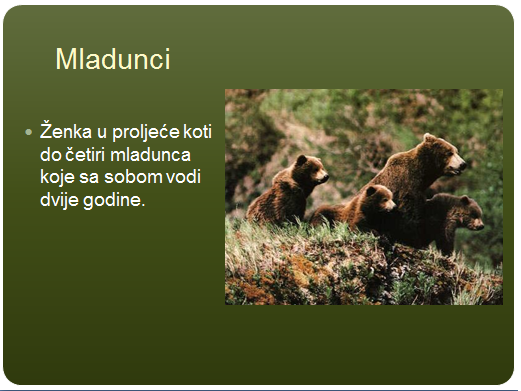 Mladunci
Ženka u proljeće koti
do četiri mladunca
koje sa sobom vodi
dvije godine.